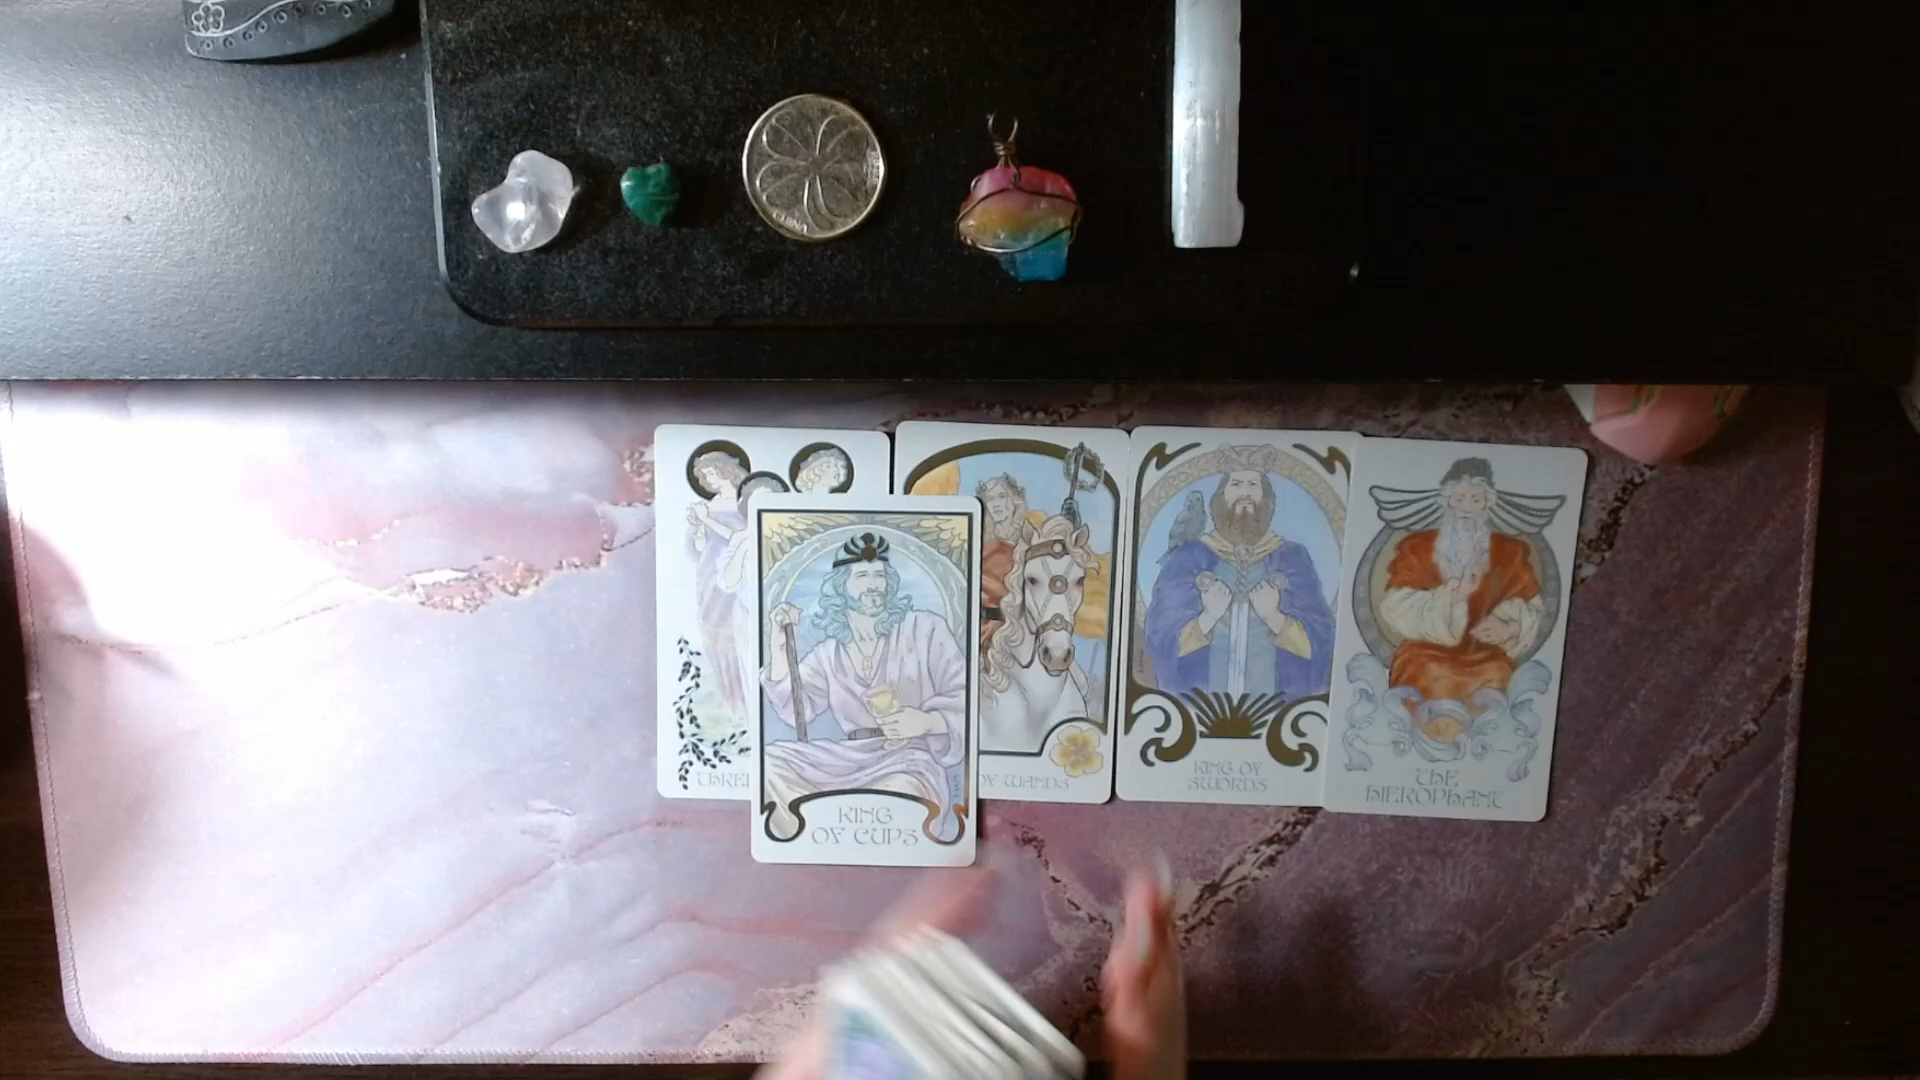 THREE
OF WANDS
KING OF
SWORDS
THE
HIEROPHANT
KING
OF CUPS